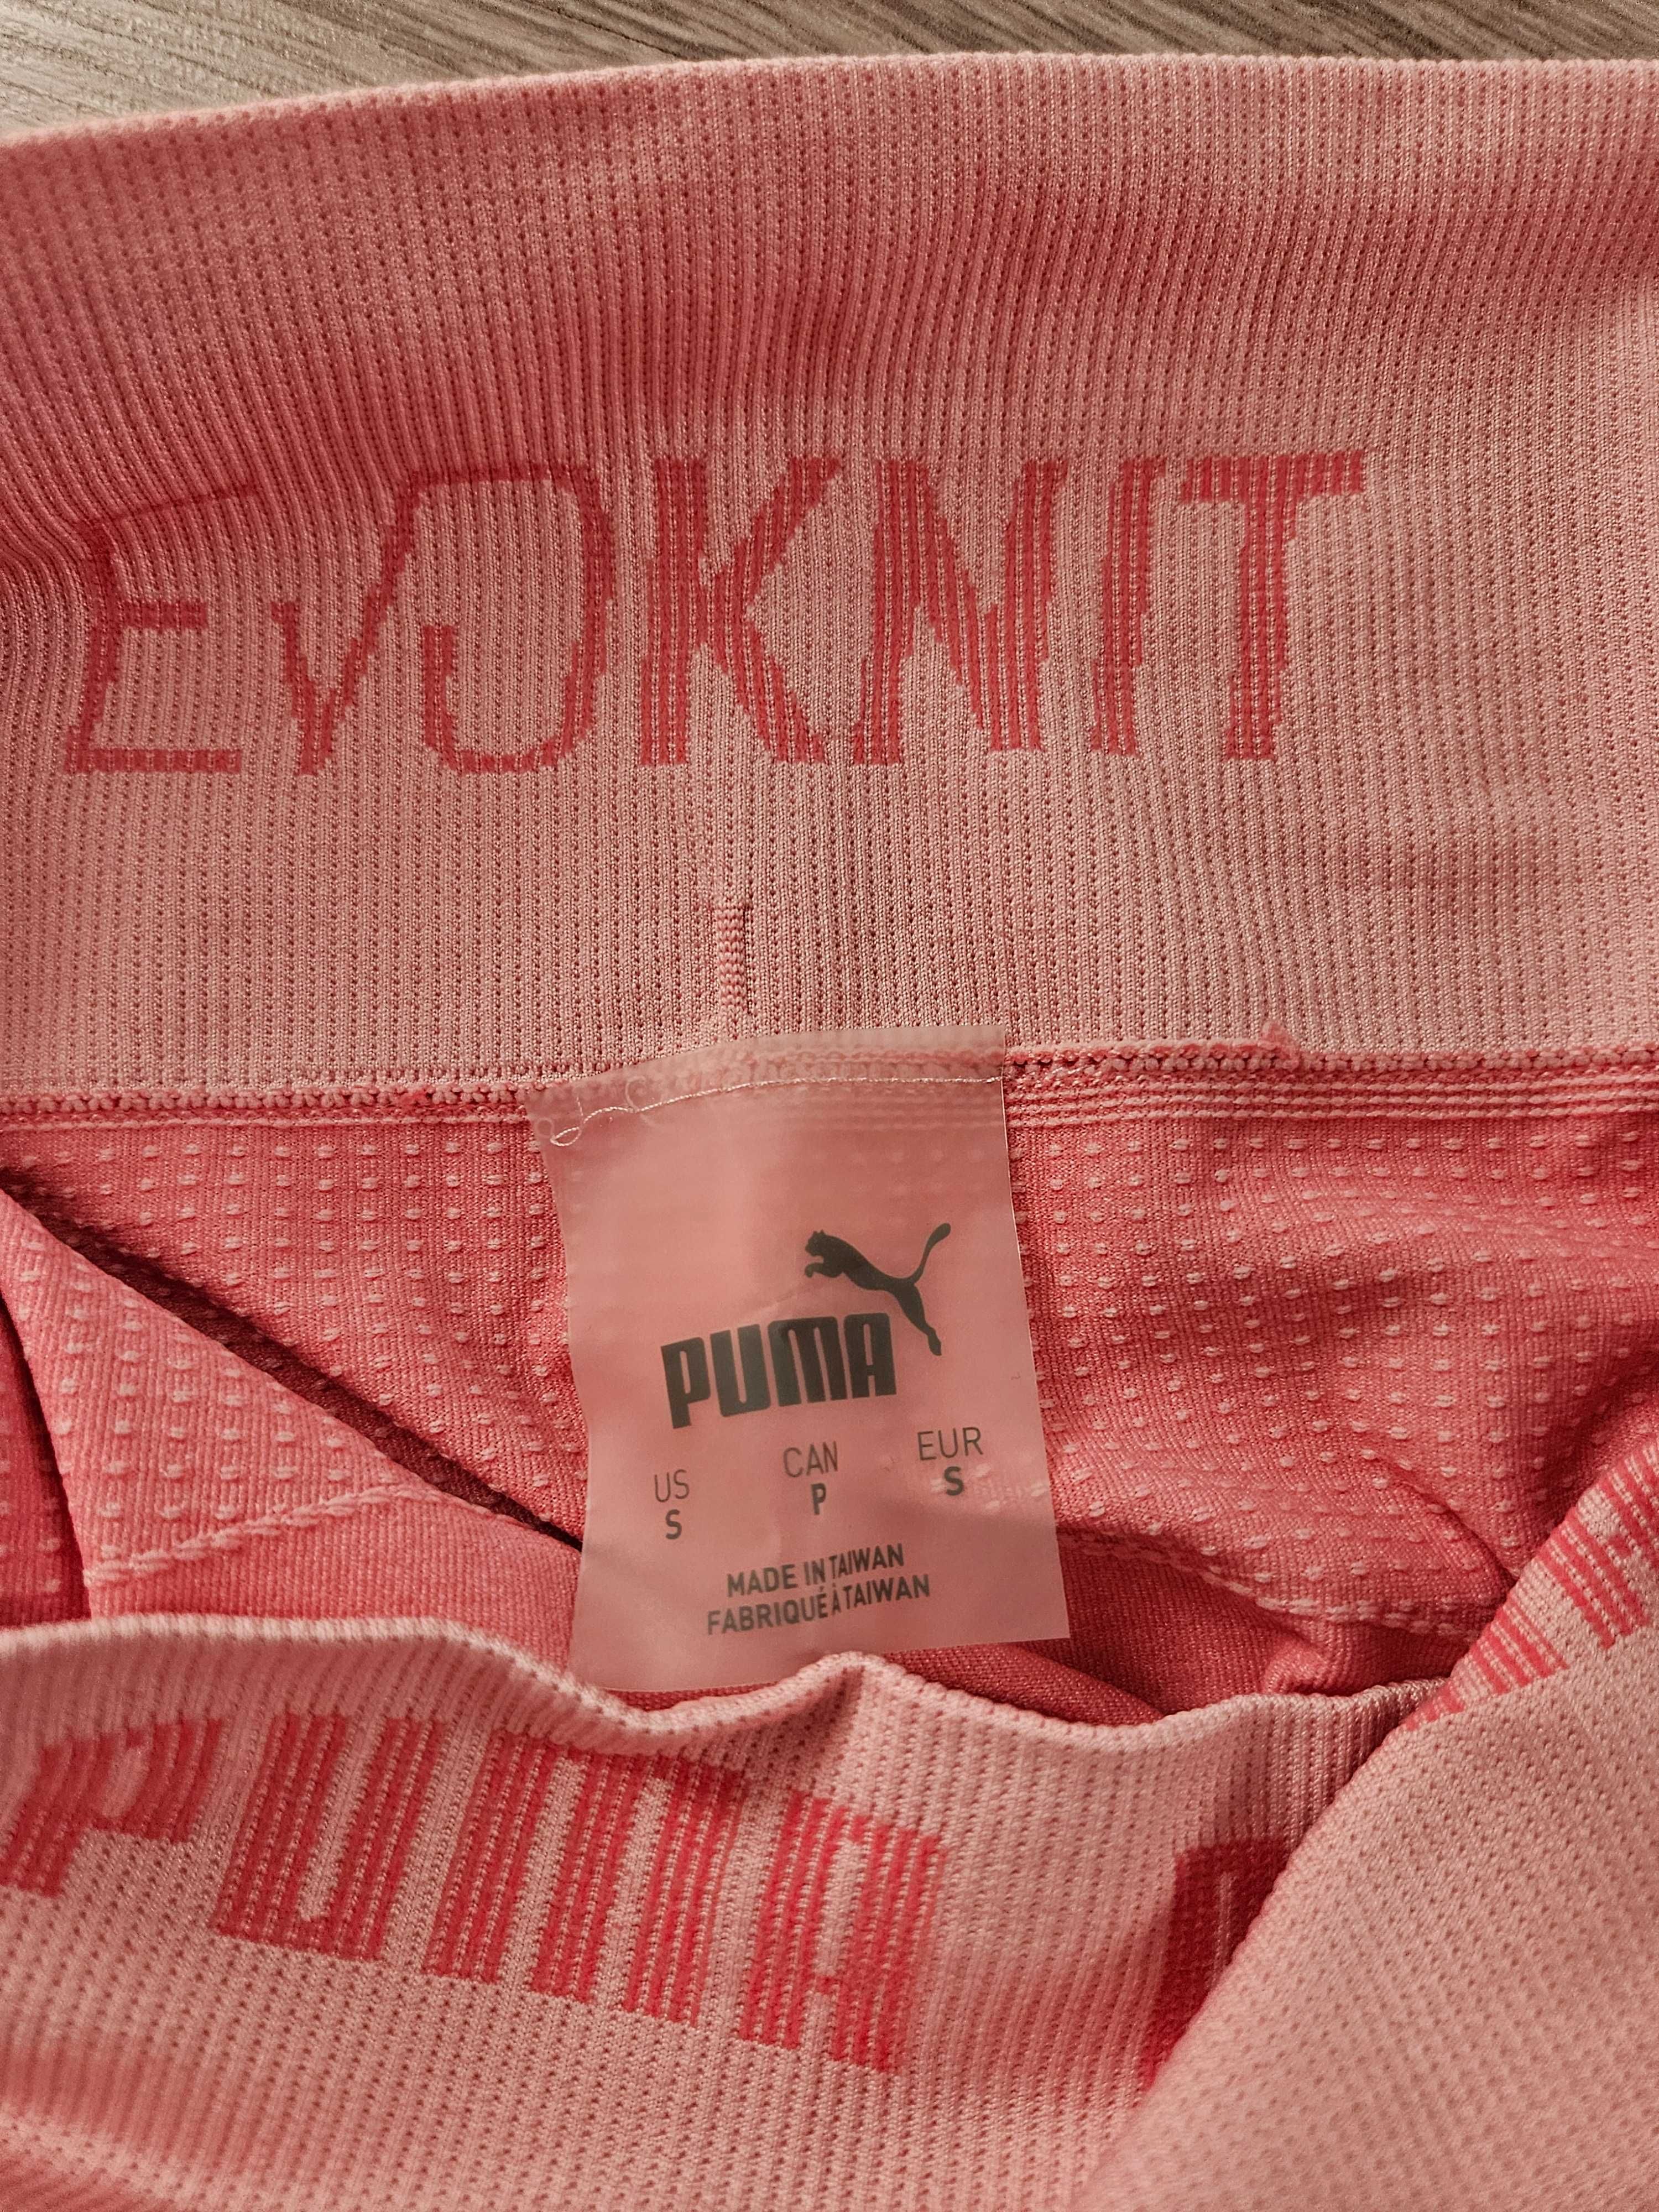 EVOKNIT
PUMA
US CAN EUR
S P S
MADE IN TAIWAN
FABRIQUÉ À TAIWAN
PUMA